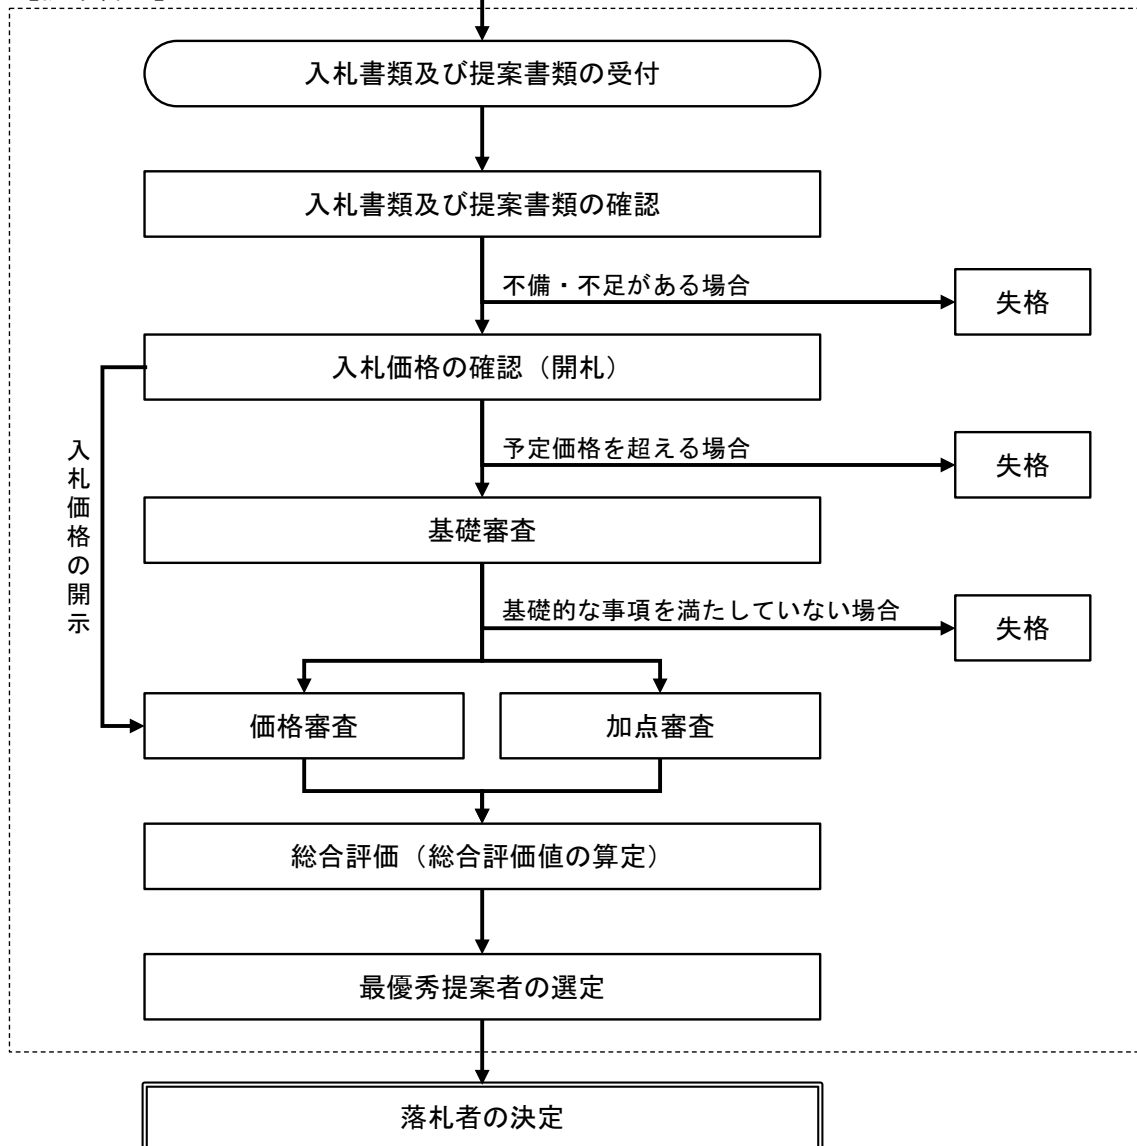 入札書類及び提案書類の受付
入札書類及び提案書類の確認
不備・不足がある場合
失格
入札価格の確認（開札）
入札価格の開示
予定価格を超える場合
失格
基礎審査
基礎的な事項を満たしていない場合
失格
価格審査
加点審査
総合評価（総合評価値の算定）
最優秀提案者の選定
落札者の決定